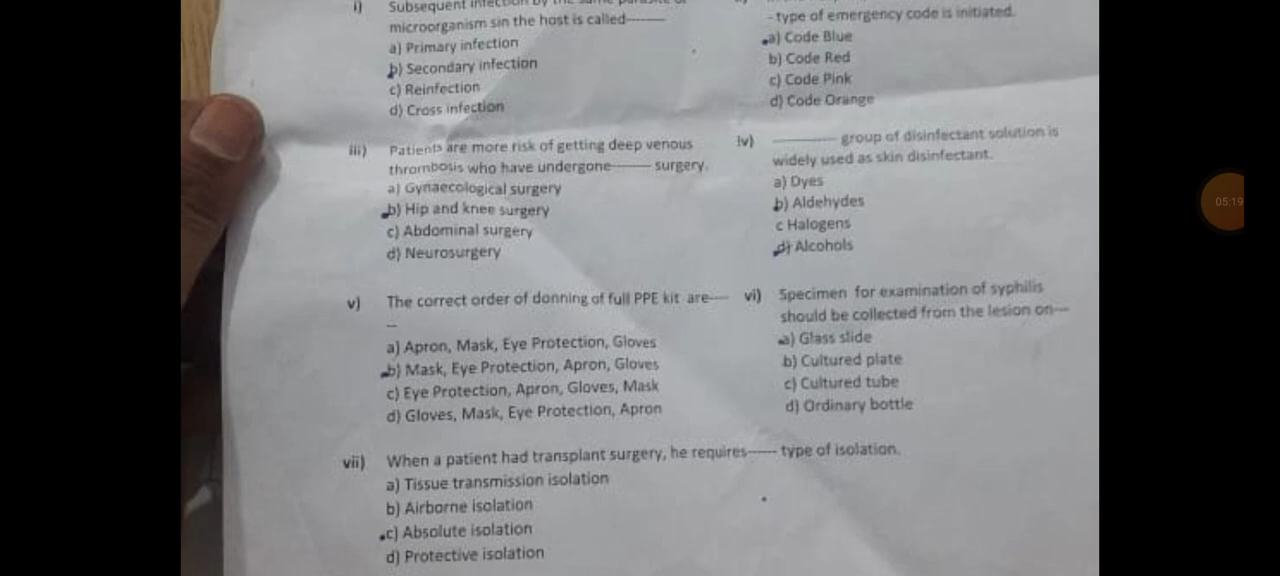 i) Subsequent infection by the same parasite or
microorganism sin the host is called--------
a) Primary infection
b) Secondary infection
c) Reinfection
d) Cross infection
- type of emergency code is initiated.
a) Code Blue
b) Code Red
c) Code Pink
d) Code Orange
iii) Patients are more risk of getting deep venous
thrombosis who have undergone-------- surgery.
a) Gynaecological surgery
b) Hip and knee surgery
c) Abdominal surgery
d) Neurosurgery
iv) ------------ group of disinfectant solution is
widely used as skin disinfectant.
a) Dyes
b) Aldehydes
c Halogens
d) Alcohols
v) The correct order of donning of full PPE kit are----
--
a) Apron, Mask, Eye Protection, Gloves
b) Mask, Eye Protection, Apron, Gloves
c) Eye Protection, Apron, Gloves, Mask
d) Gloves, Mask, Eye Protection, Apron
vi) Specimen for examination of syphilis
should be collected from the lesion on---
a) Glass slide
b) Cultured plate
c) Cultured tube
d) Ordinary bottle
vii) When a patient had transplant surgery, he requires------ type of isolation.
a) Tissue transmission isolation
b) Airborne isolation
c) Absolute isolation
d) Protective isolation
05:19